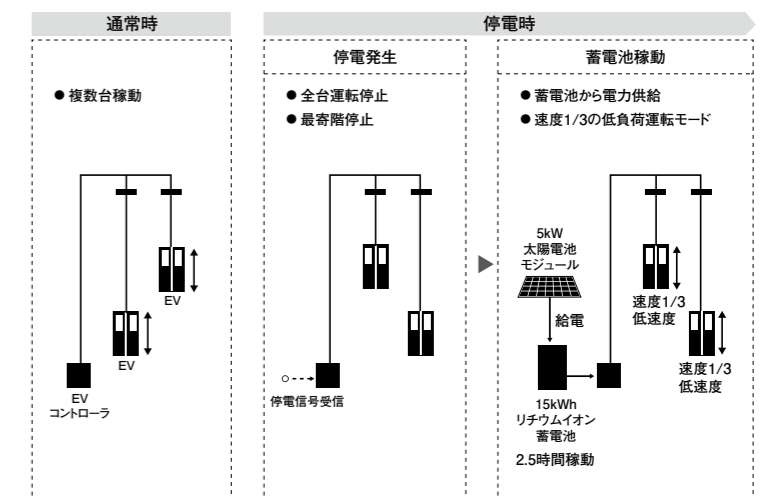 通常時
停電時
停電発生
蓄電池稼動
● 複数台稼動
● 全台運転停止
● 最寄階停止
● 蓄電池から電力供給
● 速度1/3の低負荷運転モード
EV
EV
EV
コントローラ
停電信号受信
5kW
太陽電池
モジュール
給電
15kWh
リチウムイオン
蓄電池
2.5時間稼動
速度1/3
低速度
速度1/3
低速度